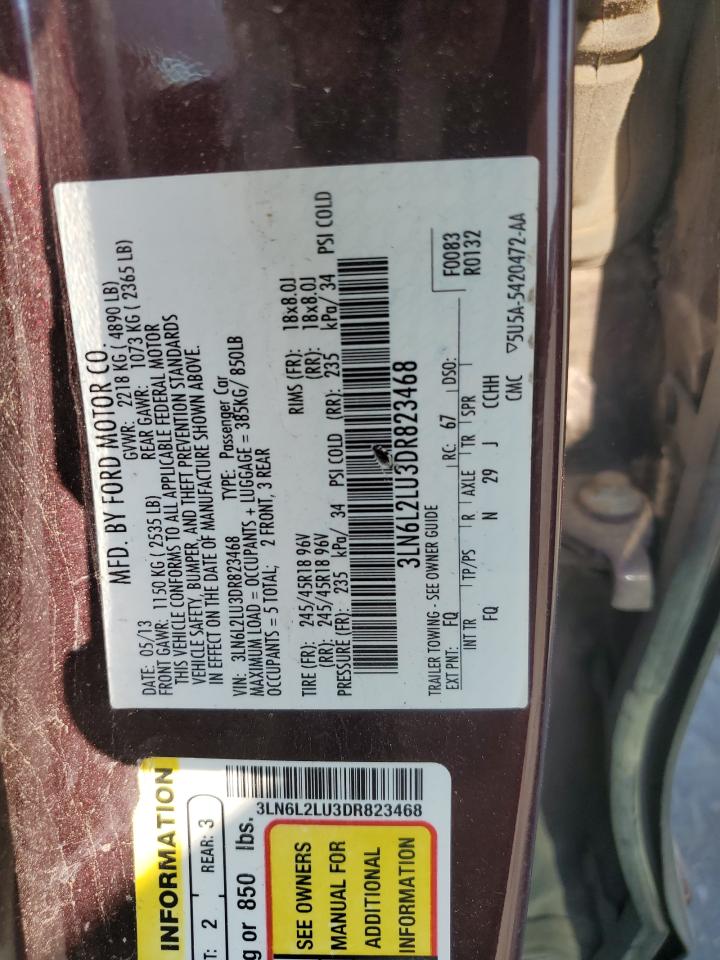 MFD. BY FORD MOTOR CO.
DATE: 05/13 GVWR: 2218 KG ( 4890 LB)
FRONT GAWR: 1150 KG ( 2535 LB) REAR GAWR: 1073 KG ( 2365 LB)
THIS VEHICLE CONFORMS TO ALL APPLICABLE FEDERAL MOTOR
VEHICLE SAFETY, BUMPER, AND THEFT PREVENTION STANDARDS
IN EFFECT ON THE DATE OF MANUFACTURE SHOWN ABOVE.
VIN: 3LN6L2LU3DR823468 TYPE: Passenger Car
MAXIMUM LOAD = OCCUPANTS + LUGGAGE = 385KG/ 850LB
OCCUPANTS = 5 TOTAL; 2 FRONT, 3 REAR
TIRE (FR): 245/45R18 96V RIMS (FR): 18x8.0J
(RR): 245/45R18 96V (RR): 18x8.0J
PRESSURE (FR): 235 kPa/ 34 PSI COLD (RR): 235 kPa/ 34 PSI COLD
3LN6L2LU3DR823468
TRAILER TOWING - SEE OWNER GUIDE F0083
EXT PNT: FQ RC: 67 DSO: R0132
INT TR TP/PS R AXLE TR SPR
FQ N 29 J CCHH
CMC ▽5U5A-5420472-AA
INFORMATION
T: 2 REAR: 3
g or 850 lbs.
3LN6L2LU3DR823468
SEE OWNERS
MANUAL FOR
ADDITIONAL
INFORMATION